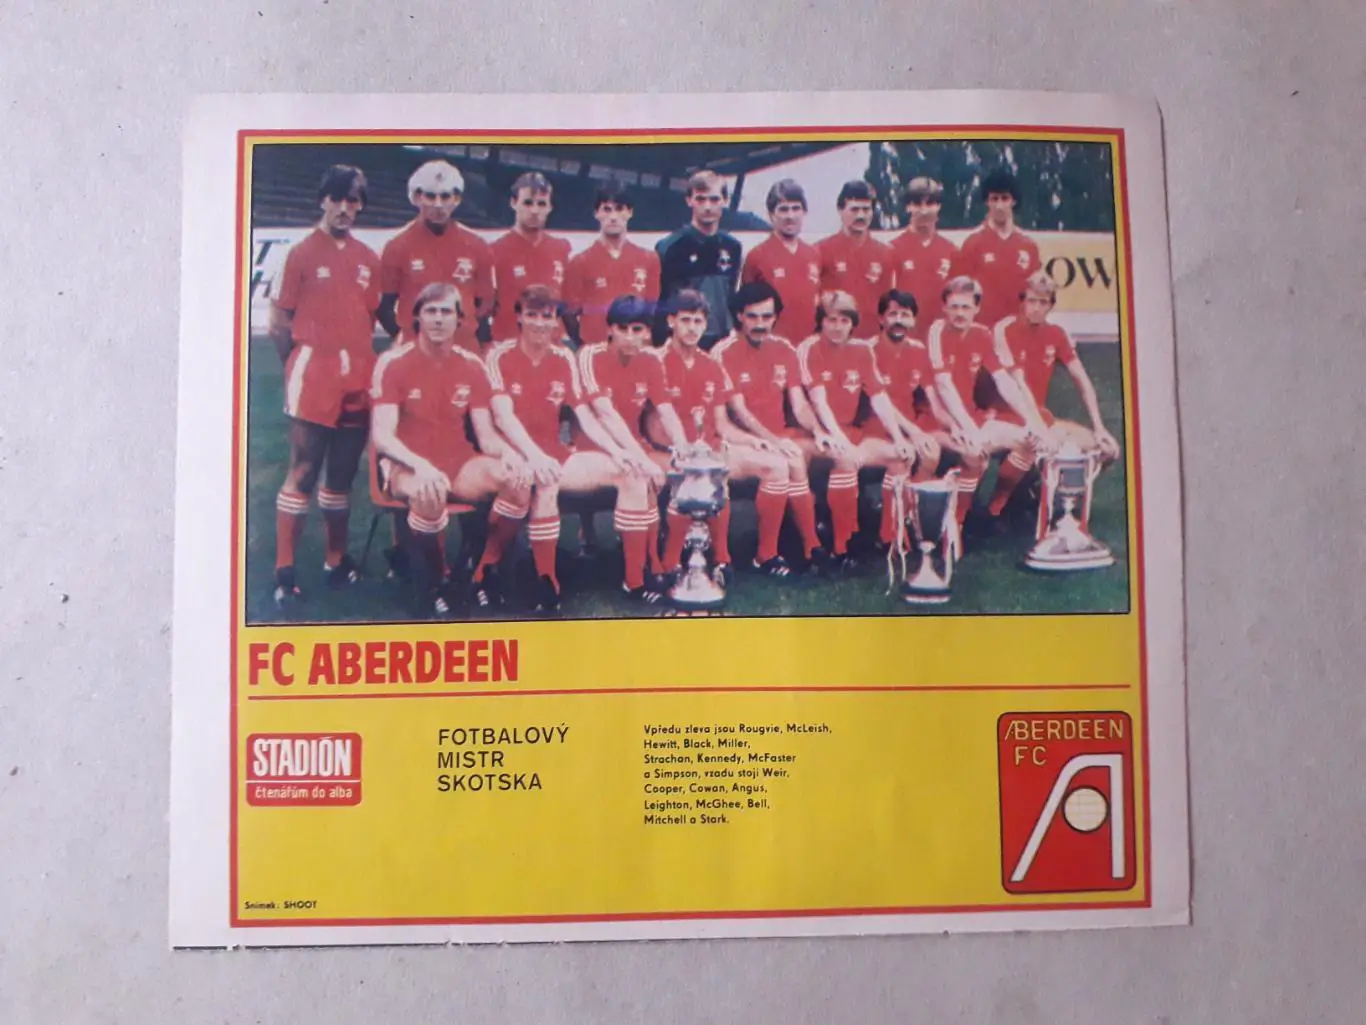 T
H
OW
FC ABERDEEN
STADIÓN
čtenářům do alba
FOTBALOVÝ
MISTR
SKOTSKA
Vpředu zleva jsou Rougvie, McLeish,
Hewitt, Black, Miller,
Strachan, Kennedy, McFaster
a Simpson, vzadu stojí Weir,
Cooper, Cowan, Angus,
Leighton, McGhee, Bell,
Mitchell a Stark.
ABERDEEN
FC
Snímek: SHOOT